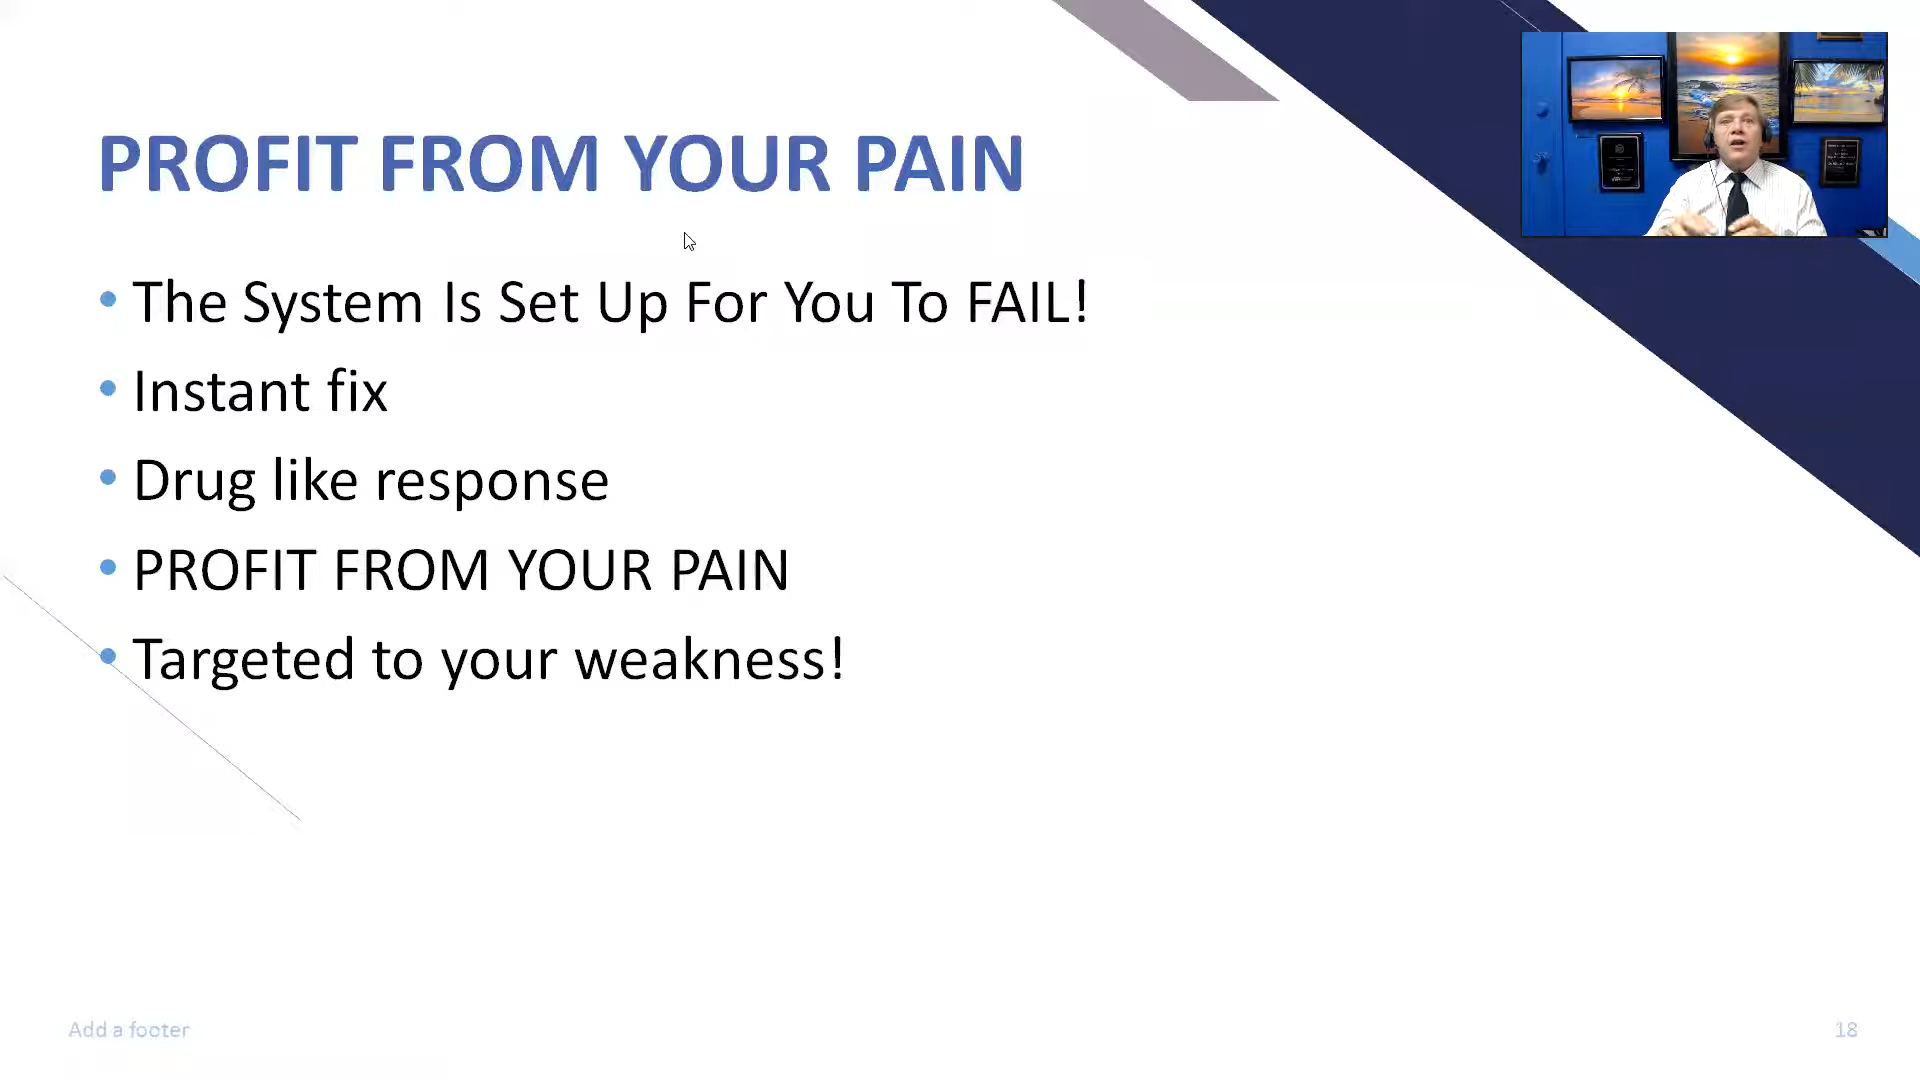 PROFIT FROM YOUR PAIN
• The System Is Set Up For You To FAIL!
• Instant fix
• Drug like response
• PROFIT FROM YOUR PAIN
• Targeted to your weakness!
Add a footer
18